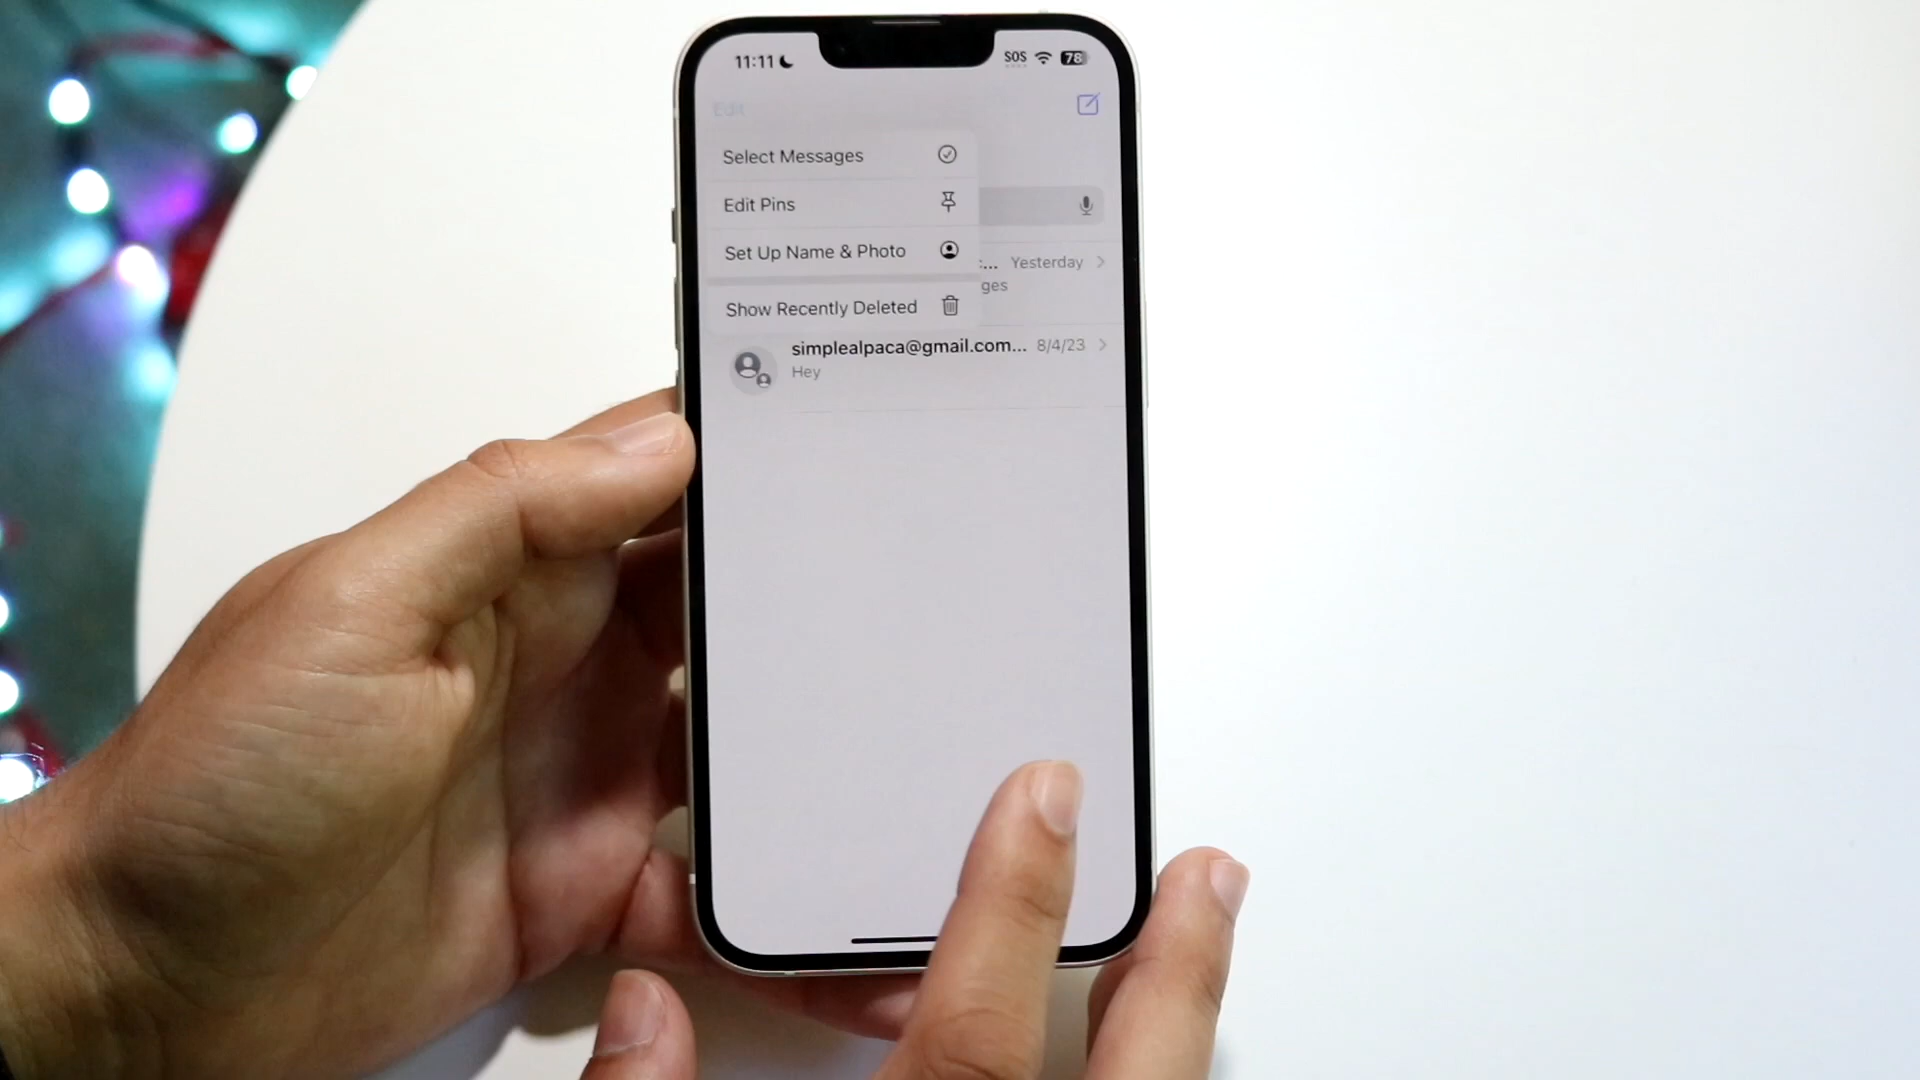 11:11 SOS 78
Edit
Select Messages
Edit Pins
Set Up Name & Photo
... Yesterday
ges
Show Recently Deleted
simplealpaca@gmail.com... 8/4/23
Hey